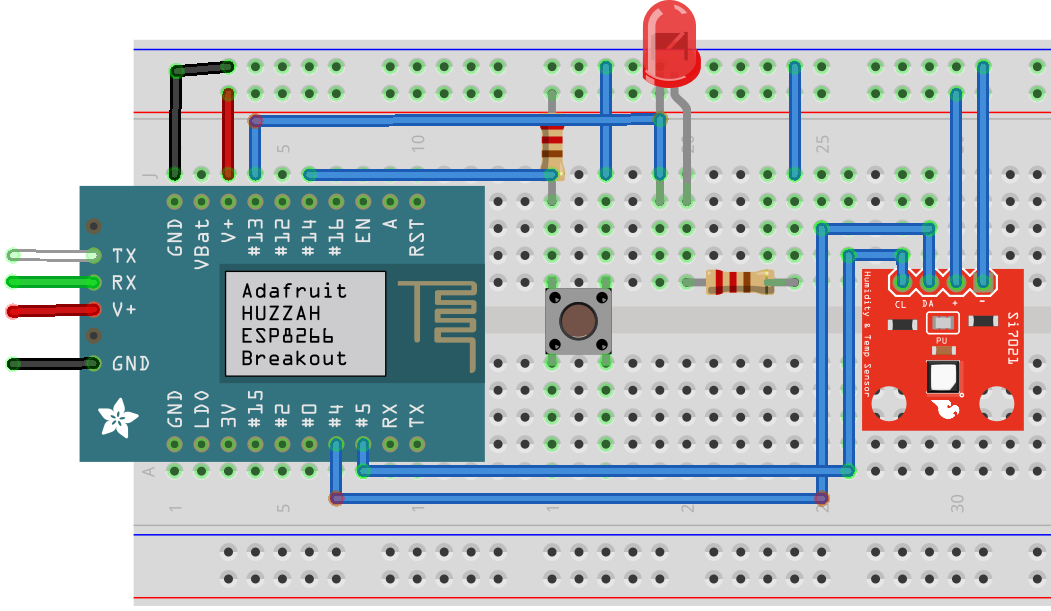 5
10
20
25
30
J
GND
VBat
V+
#13
#12
#14
#16
EN
A
RST
TX
RX
V+
GND
Adafruit
HUZZAH
ESP8266
Breakout
GND
LDO
3V
#15
#2
#0
#4
#5
RX
TX
CL
DA
+
-
PU
Si7021
Humidity & Temp Sensor
A
1
5
1
1
2
2
30